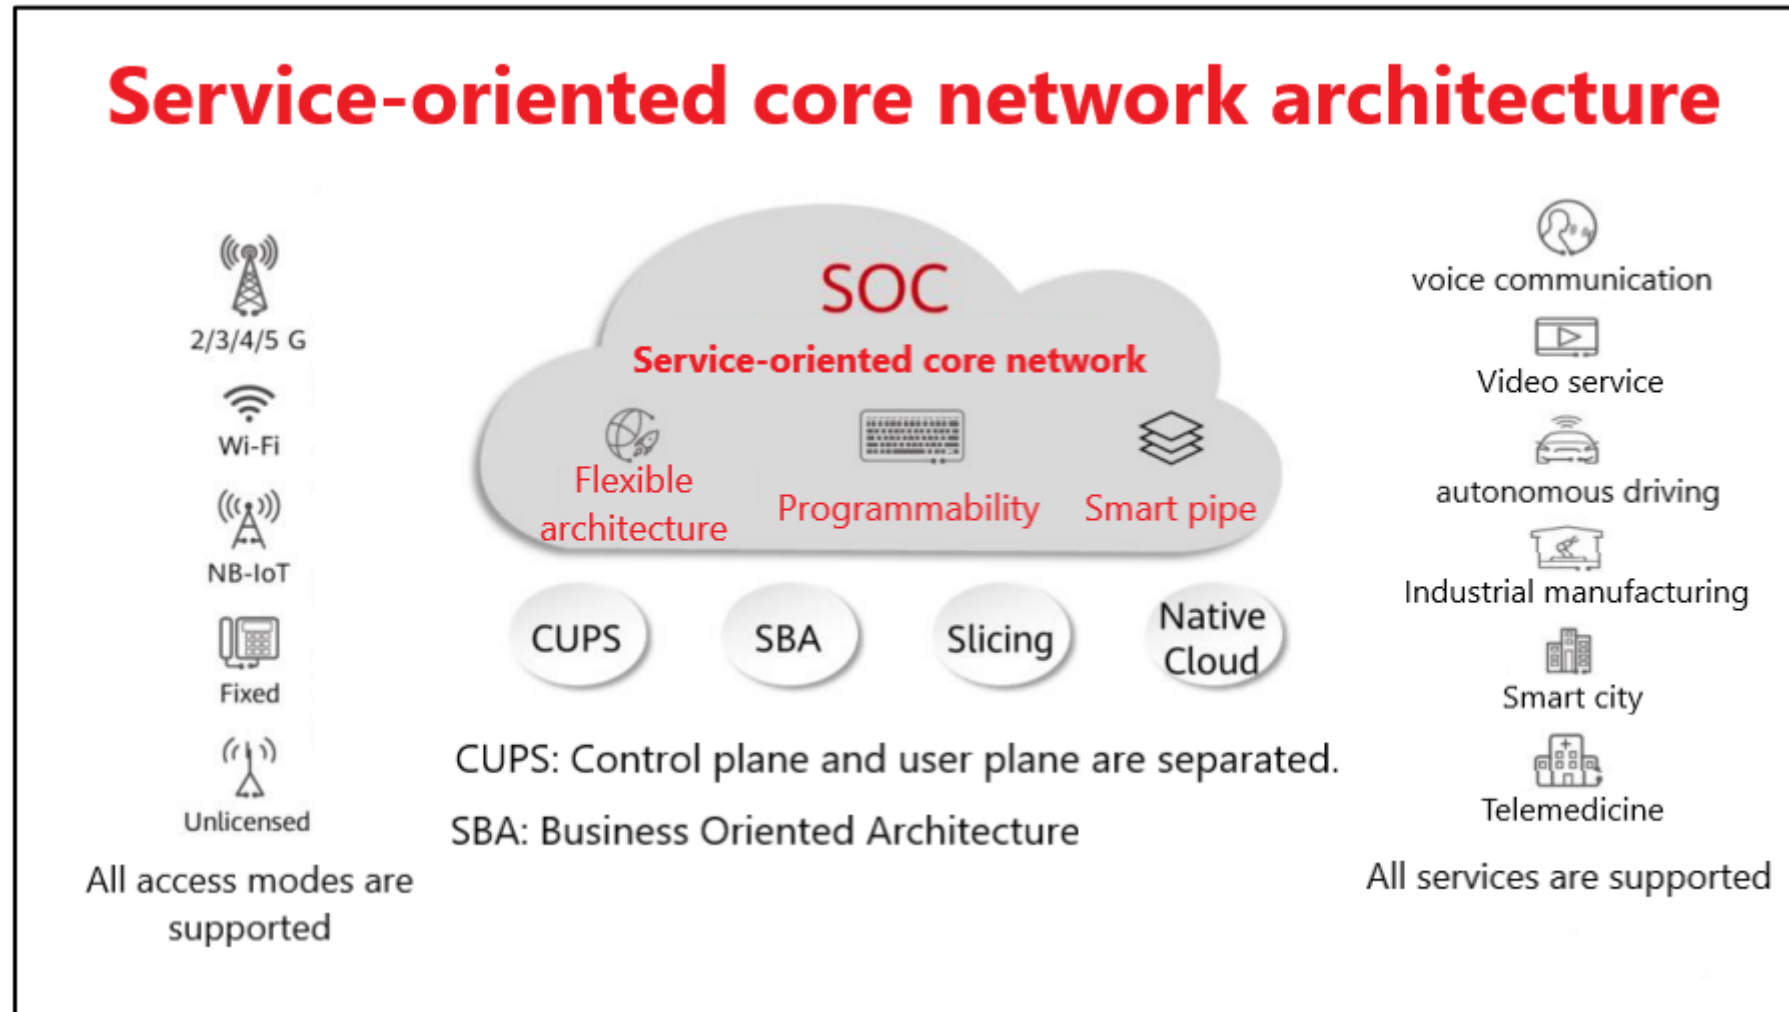 Service-oriented core network architecture
2/3/4/5 G
Wi-Fi
NB-IoT
Fixed
Unlicensed
All access modes are
supported
SOC
Service-oriented core network
Flexible
architecture
Programmability
Smart pipe
CUPS
SBA
Slicing
Native
Cloud
CUPS: Control plane and user plane are separated.
SBA: Business Oriented Architecture
voice communication
Video service
autonomous driving
Industrial manufacturing
Smart city
Telemedicine
All services are supported